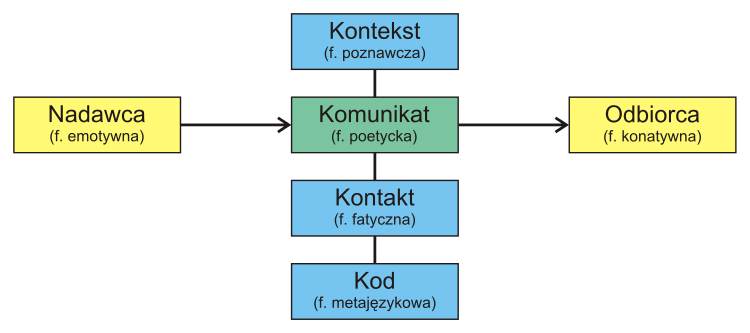 Kontekst
(f. poznawcza)
Nadawca
(f. emotywna)
Komunikat
(f. poetycka)
Odbiorca
(f. konatywna)
Kontakt
(f. fatyczna)
Kod
(f. metajęzykowa)